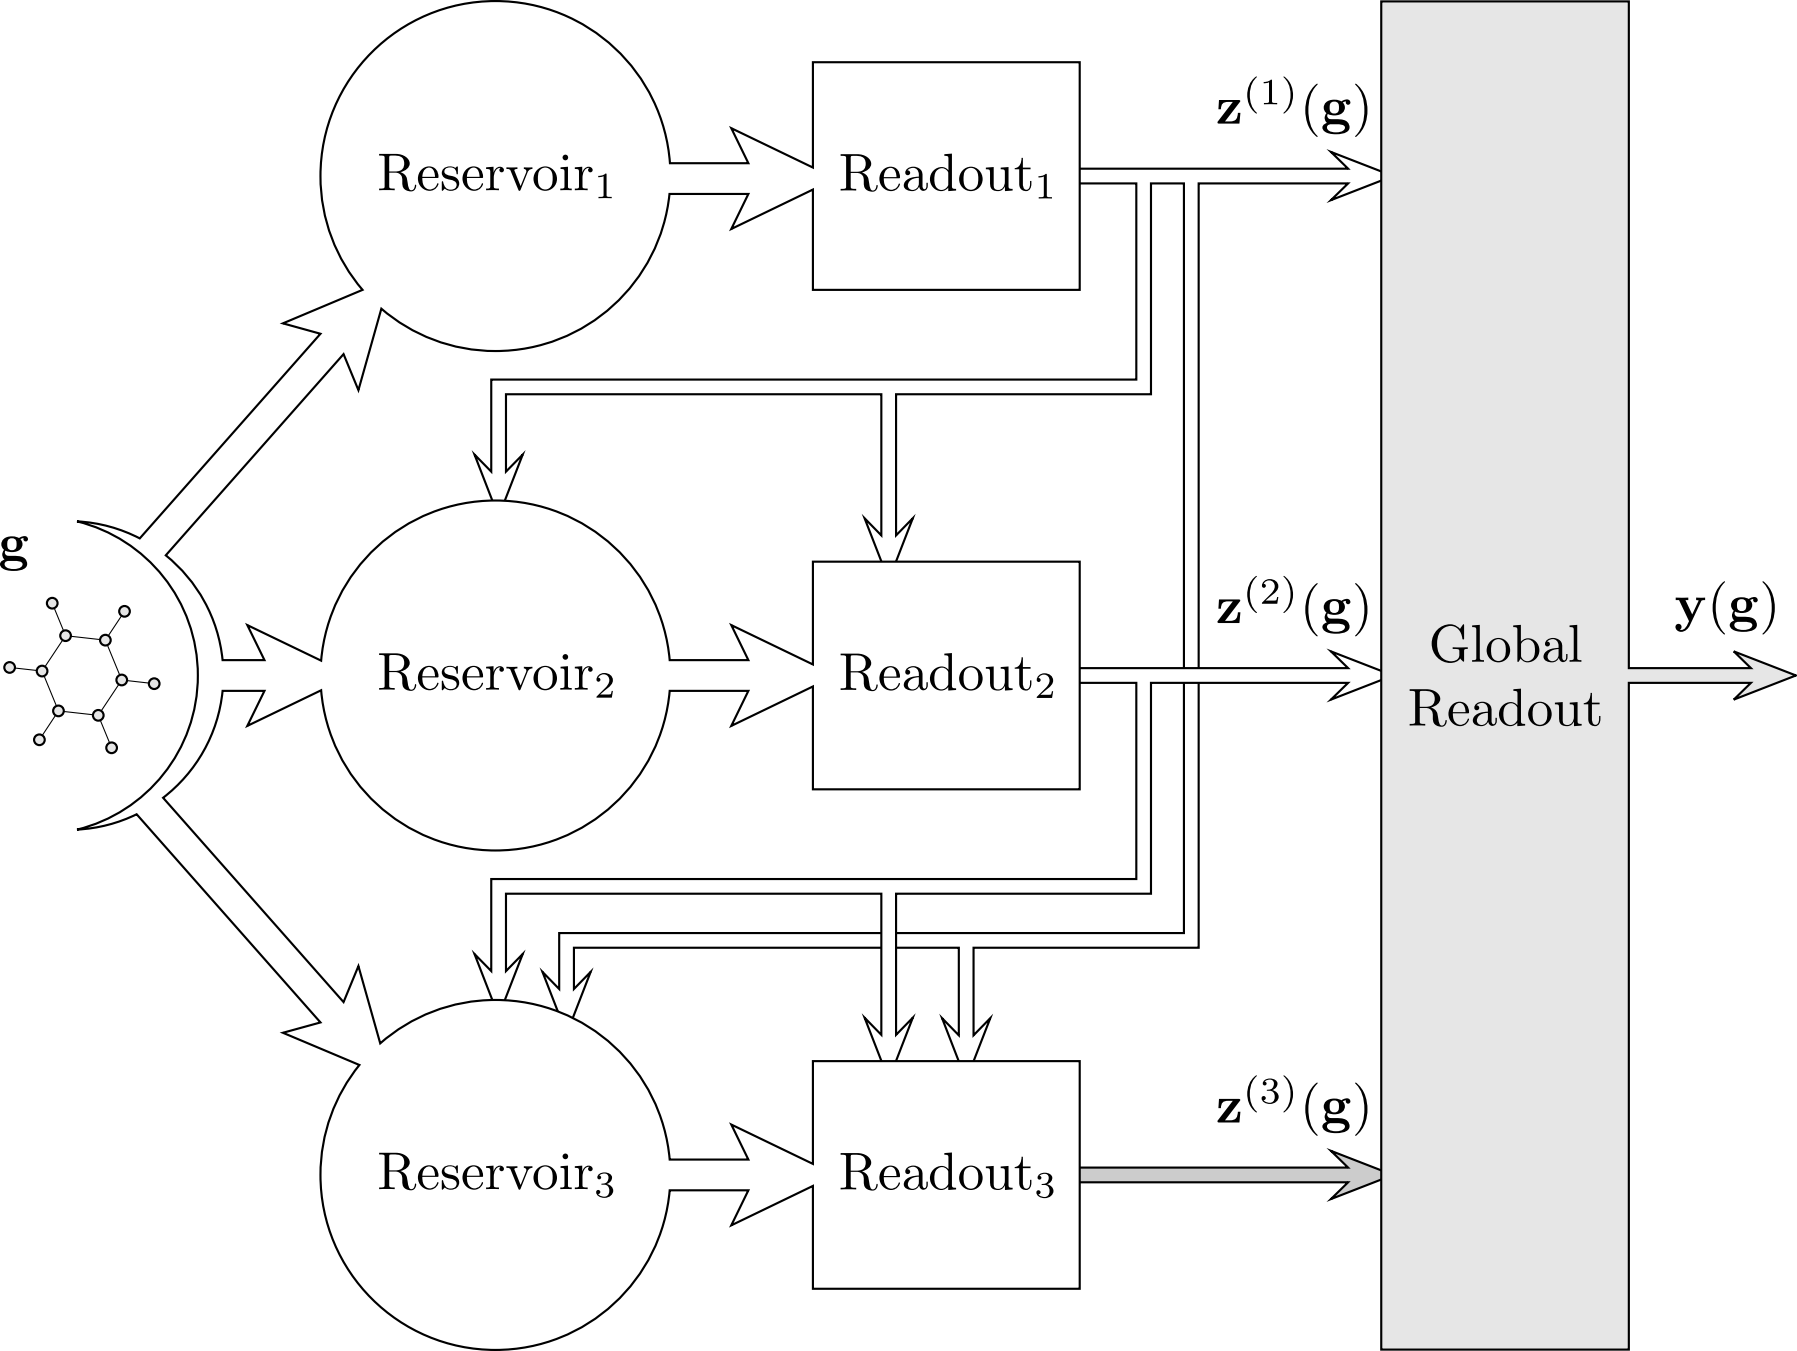 Reservoir₁
Readout₁
z⁽¹⁾(g)
g
Reservoir₂
Readout₂
z⁽²⁾(g)
Global
Readout
y(g)
Reservoir₃
Readout₃
z⁽³⁾(g)